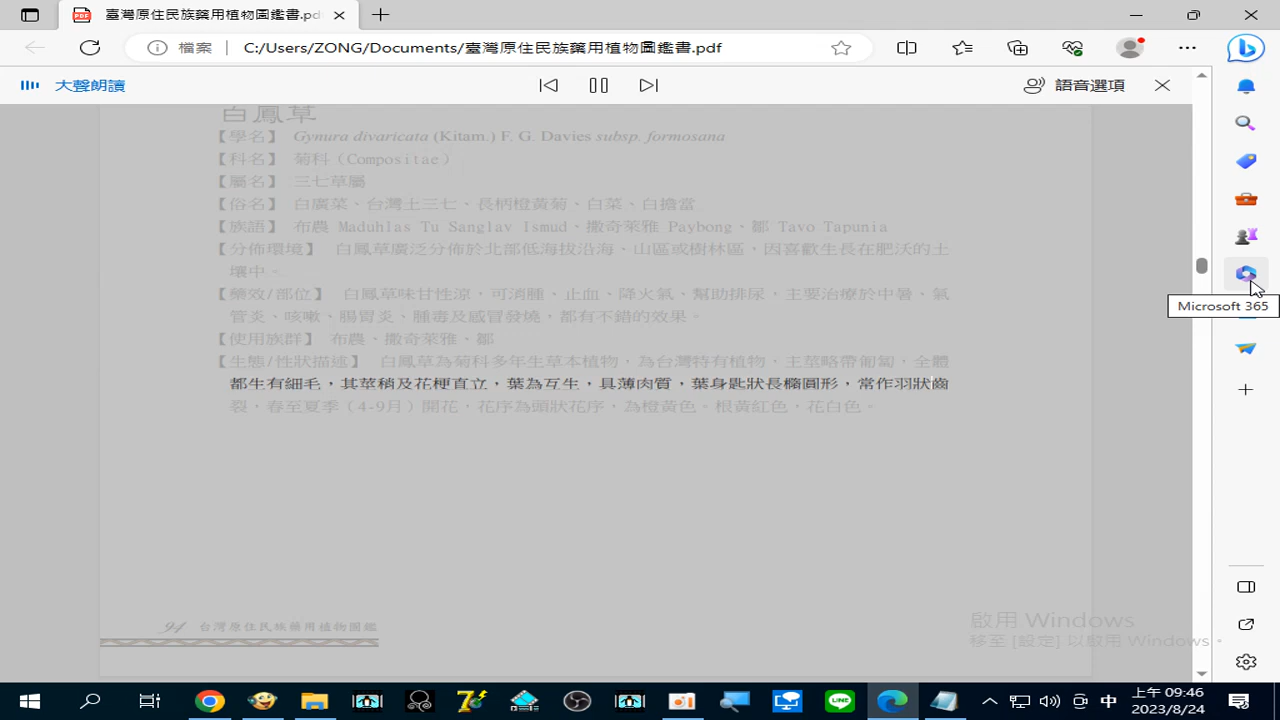 臺灣原住民族藥用植物圖鑑書.pdf
檔案
C:/Users/ZONG/Documents/臺灣原住民族藥用植物圖鑑書.pdf
大聲朗讀
語音選項
白鳳草
【學名】 Gymura divaricata (Kitam.) F. G. Davies subsp. formosana
【科名】 菊科（Compositae）
【屬名】 三七草屬
【俗名】 白廣菜、台灣土三七、長柄橙黃菊、白菜、白擔當
【族語】 布農 Maduhlas Tu Sanglav Ismud、撒奇萊雅 Paybong、鄒 Tavo Tapunia
【分佈環境】 白鳳草廣泛分佈於北部低海拔沿海、山區或樹林區，因喜歡生長在肥沃的土
壤中。
【藥效/部位】 白鳳草味甘性涼，可消腫、止血、降火氣、幫助排尿，主要治療於中暑、氣
管炎、咳嗽、腸胃炎、腫毒及感冒發燒，都有不錯的效果。
【使用族群】 布農、撒奇萊雅、鄒
【生態/性狀描述】 白鳳草為菊科多年生草本植物，為台灣特有植物，主莖略帶匍匐，全體
都生有細毛，其莖稍及花梗直立，葉為互生，具薄肉質，葉身匙狀長橢圓形，常作羽狀齒
裂，春至夏季（4-9月）開花，花序為頭狀花序，為橙黃色。根黃紅色，花白色。
Microsoft 365
94 台灣原住民族藥用植物圖鑑
啟用 Windows
移至 [設定] 以啟用 Windows。
LINE
中
上午 09:46
2023/8/24